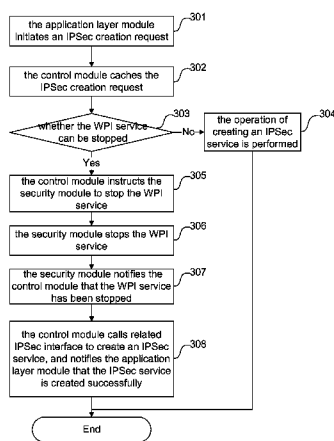 the application layer module
initiates an IPSec creation request
301
the control module caches the
IPSec creation request
302
whether the WPI service
can be stopped
303
No
the operation of
creating an IPSec
service is performed
304
Yes
the control module instructs the
security module to stop the WPI
service
305
the security module stops the WPI
service
306
the security module notifies the
control module that the WPI service
has been stopped
307
the control module calls related
IPSec interface to create an IPSec
service, and notifies the application
layer module that the IPSec service
is created successfully
308
End